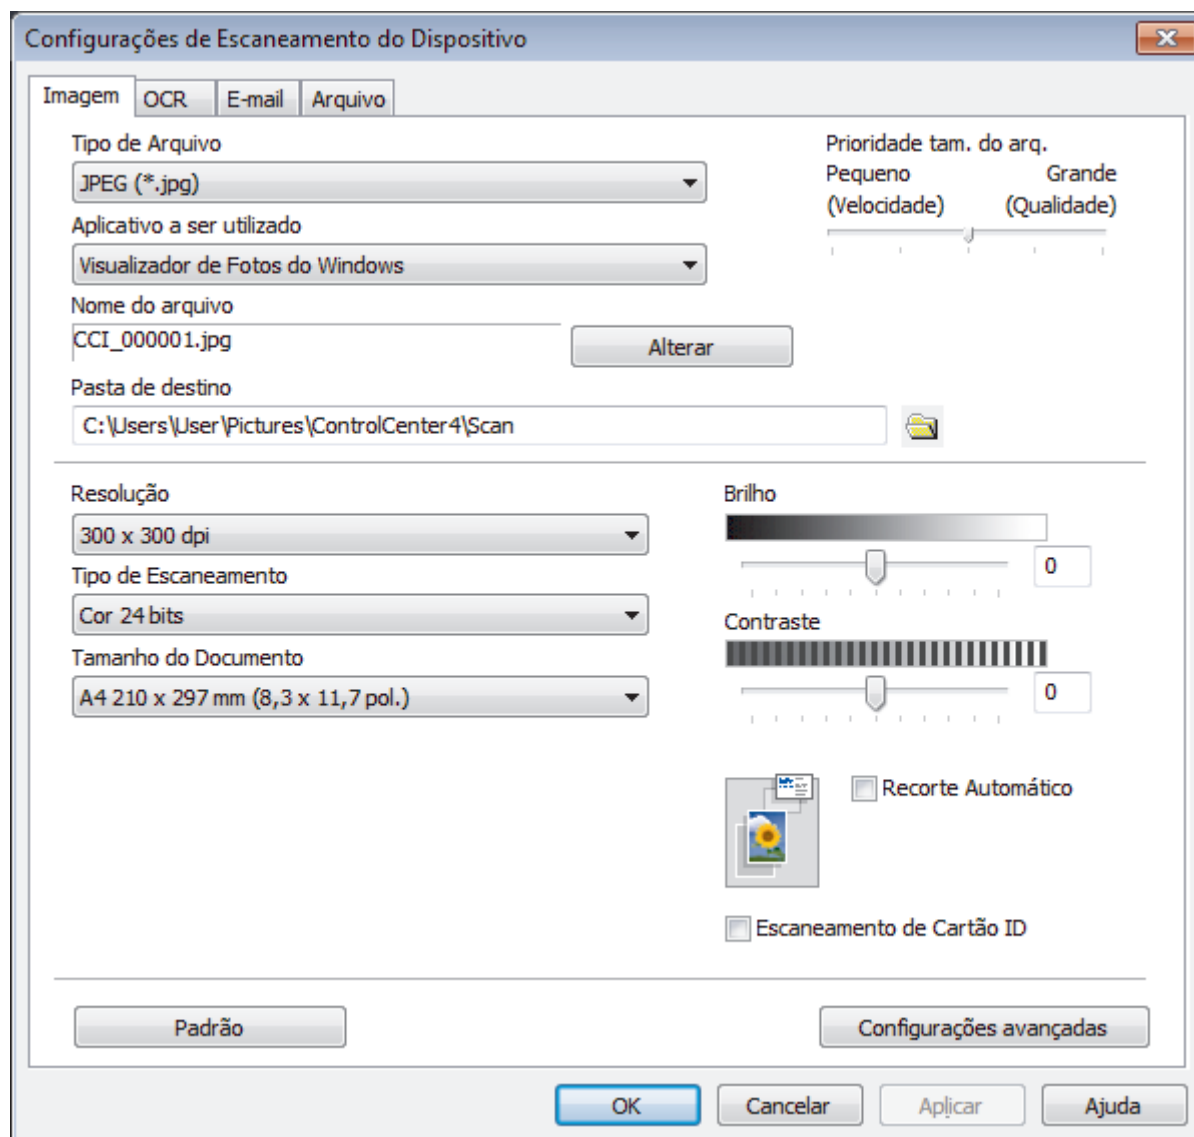 Configurações de Escaneamento do Dispositivo
Imagem OCR E-mail Arquivo
Tipo de Arquivo
JPEG (*.jpg)
Aplicativo a ser utilizado
Visualizador de Fotos do Windows
Nome do arquivo
CCI_000001.jpg
Alterar
Pasta de destino
C:\Users\User\Pictures\ControlCenter4\Scan
Prioridade tam. do arq.
Pequeno Grande
(Velocidade) (Qualidade)
Resolução
300 x 300 dpi
Tipo de Escaneamento
Cor 24 bits
Tamanho do Documento
A4 210 x 297 mm (8,3 x 11,7 pol.)
Brilho
0
Contraste
0
Recorte Automático
Escaneamento de Cartão ID
Padrão
Configurações avançadas
OK Cancelar Aplicar Ajuda